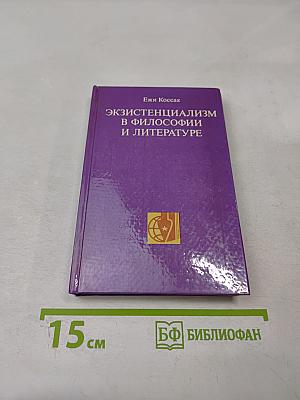 Ежи Коссак
ЭКЗИСТЕНЦИАЛИЗМ
В ФИЛОСОФИИ
И ЛИТЕРАТУРЕ
15 см
БФ БИБЛИОФАН